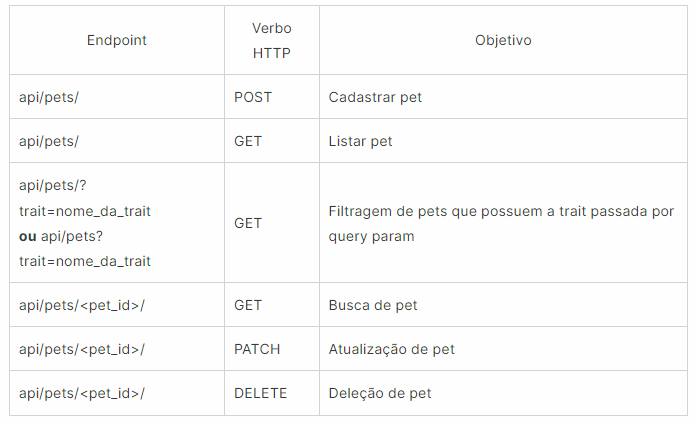 Endpoint
Verbo
HTTP
Objetivo
api/pets/
POST
Cadastrar pet
api/pets/
GET
Listar pet
api/pets/?
trait=nome_da_trait
ou api/pets?
trait=nome_da_trait
GET
Filtragem de pets que possuem a trait passada por
query param
api/pets/<pet_id>/
GET
Busca de pet
api/pets/<pet_id>/
PATCH
Atualização de pet
api/pets/<pet_id>/
DELETE
Deleção de pet